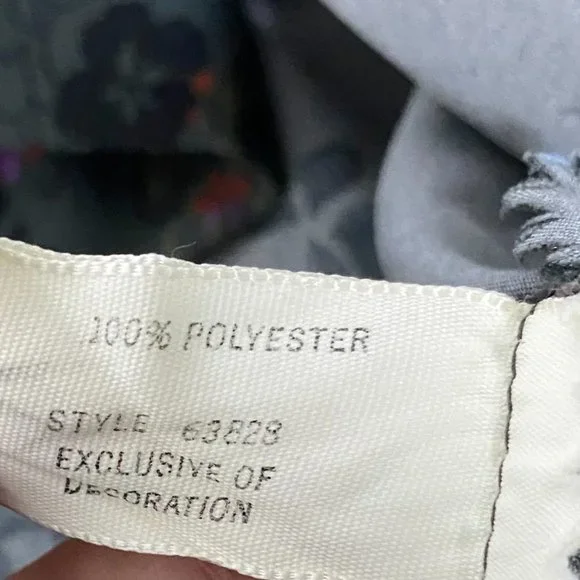 100% POLYESTER
STYLE 63828
EXCLUSIVE OF
DECORATION